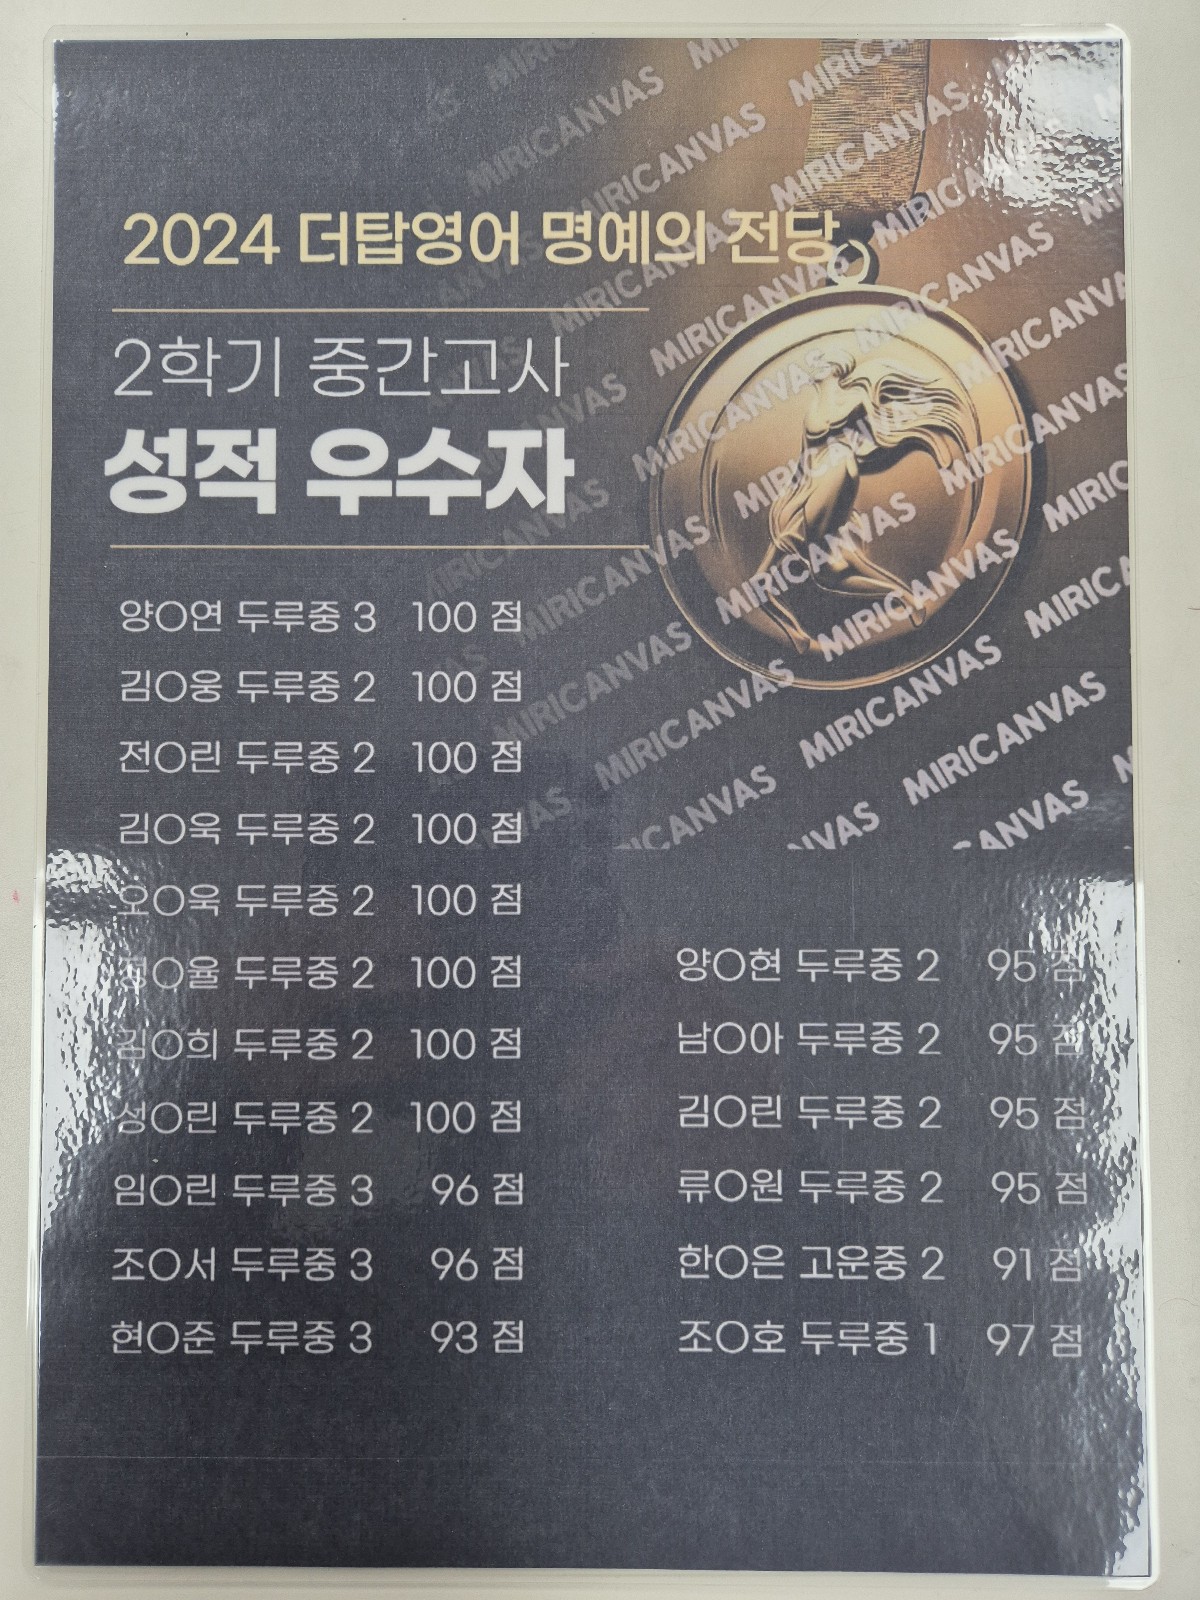 2024 더탑영어 명예의 전당
2학기 중간고사
성적 우수자
양O연 두루중 3 100 점
김O웅 두루중 2 100 점
전O린 두루중 2 100 점
김O욱 두루중 2 100 점
오O욱 두루중 2 100 점
O율 두루중 2 100 점
김O희 두루중 2 100 점
성O린 두루중 2 100 점
임O린 두루중 3 96 점
조O서 두루중 3 96 점
현O준 두루중 3 93 점
양O현 두루중 2 95 점
남O아 두루중 2 95 점
김O린 두루중 2 95 점
류O원 두루중 2 95 점
한O은 고운중 2 91 점
조O호 두루중 1 97 점
MIRICANVAS